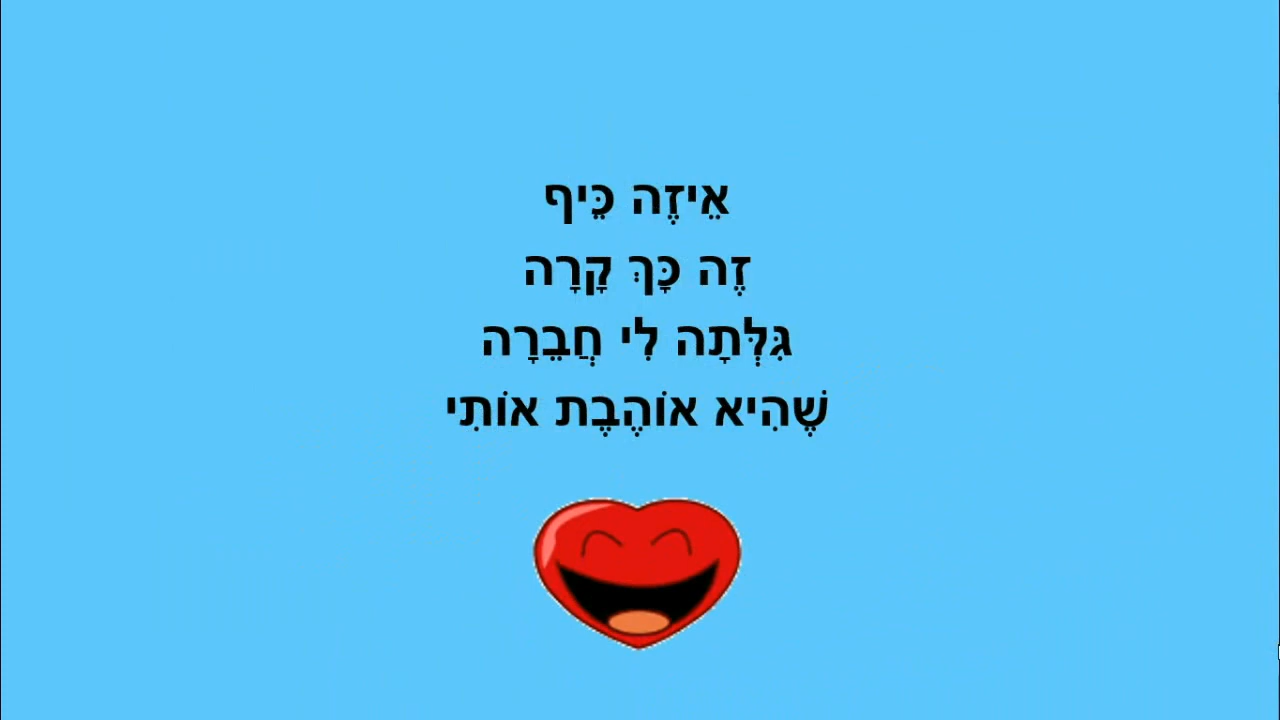 אֵיזֶה כֵּיף
זֶה כָּךְ קָרָה
גִּלְּתָה לִי חֲבֵרָה
שֶׁהִיא אוֹהֶבֶת אוֹתִי